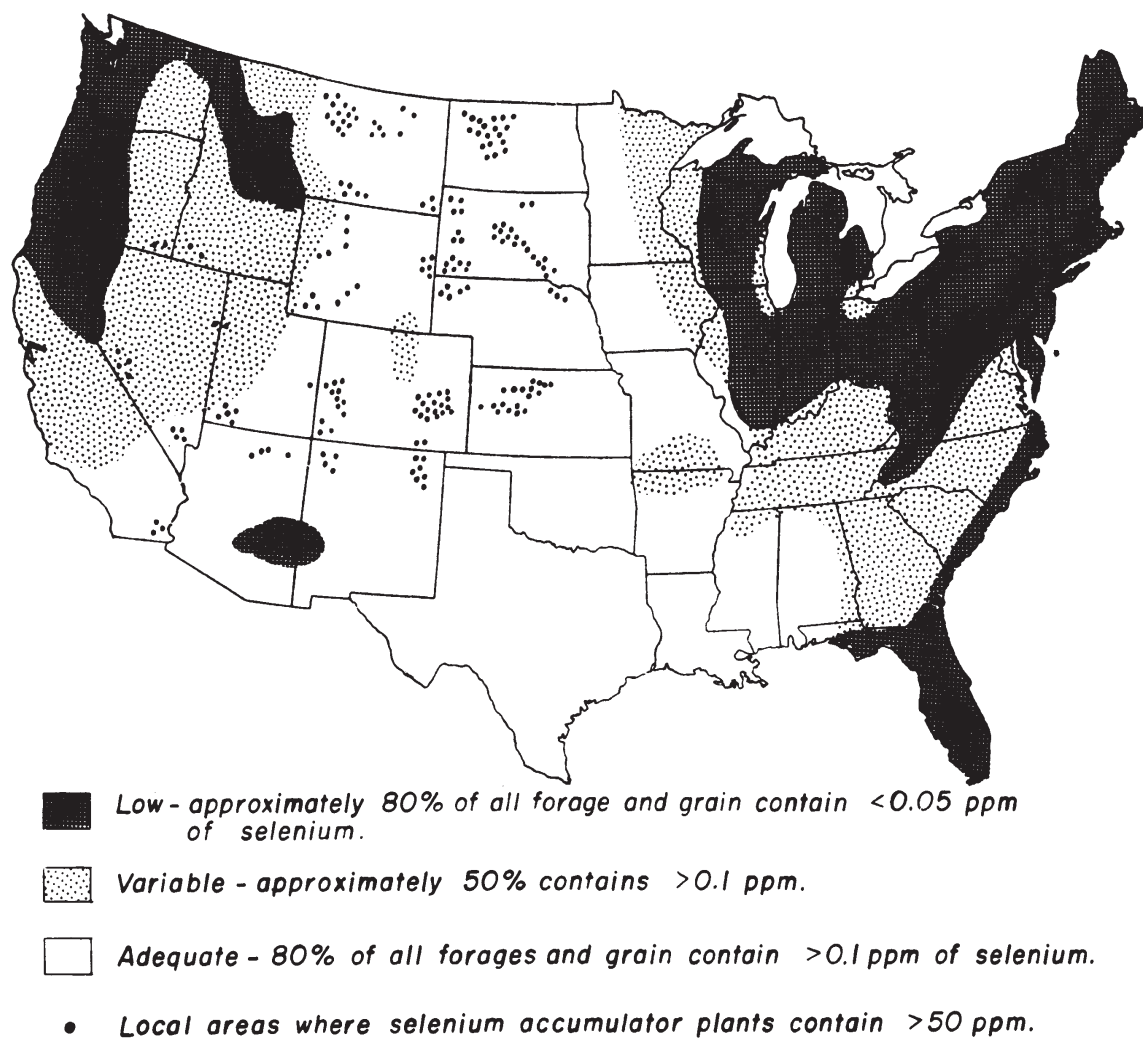 Low - approximately 80% of all forage and grain contain <0.05 ppm
of selenium.
Variable - approximately 50% contains >0.1 ppm.
Adequate - 80% of all forages and grain contain >0.1 ppm of selenium.
Local areas where selenium accumulator plants contain >50 ppm.